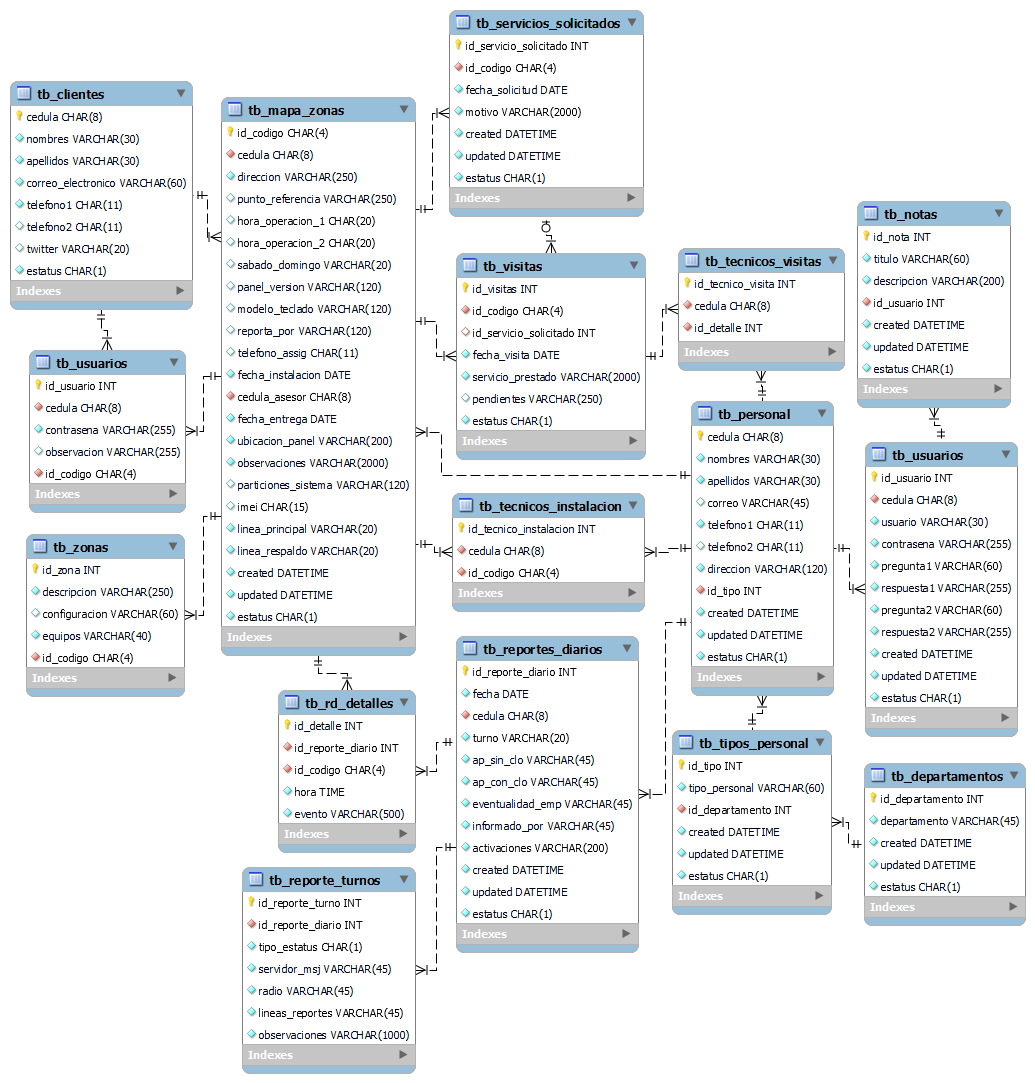 tb_servicios_solicitados
id_servicio_solicitado INT
id_codigo CHAR(4)
fecha_solicitud DATE
motivo VARCHAR(2000)
created DATETIME
updated DATETIME
estatus CHAR(1)
Indexes
tb_clientes
cedula CHAR(8)
nombres VARCHAR(30)
apellidos VARCHAR(30)
correo_electronico VARCHAR(60)
telefono1 CHAR(11)
telefono2 CHAR(11)
twitter VARCHAR(20)
estatus CHAR(1)
Indexes
tb_mapa_zonas
id_codigo CHAR(4)
cedula CHAR(8)
direccion VARCHAR(250)
punto_referencia VARCHAR(250)
hora_operacion_1 CHAR(20)
hora_operacion_2 CHAR(20)
sabado_domingo VARCHAR(20)
panel_version VARCHAR(120)
modelo_teclado VARCHAR(120)
reporta_por VARCHAR(120)
telefono_assig CHAR(11)
fecha_instalacion DATE
cedula_asesor CHAR(8)
fecha_entrega DATE
ubicacion_panel VARCHAR(200)
observaciones VARCHAR(2000)
particiones_sistema VARCHAR(120)
imei CHAR(15)
linea_principal VARCHAR(20)
linea_respaldo VARCHAR(20)
created DATETIME
updated DATETIME
estatus CHAR(1)
Indexes
tb_visitas
id_visitas INT
id_codigo CHAR(4)
id_servicio_solicitado INT
fecha_visita DATE
servicio_prestado VARCHAR(2000)
pendientes VARCHAR(250)
estatus CHAR(1)
Indexes
tb_tecnicos_visitas
id_tecnico_visita INT
cedula CHAR(8)
id_detalle INT
Indexes
tb_notas
id_nota INT
titulo VARCHAR(60)
descripcion VARCHAR(200)
id_usuario INT
created DATETIME
updated DATETIME
estatus CHAR(1)
Indexes
tb_usuarios
id_usuario INT
cedula CHAR(8)
contrasena VARCHAR(255)
observacion VARCHAR(255)
id_codigo CHAR(4)
Indexes
tb_personal
cedula CHAR(8)
nombres VARCHAR(30)
apellidos VARCHAR(30)
correo VARCHAR(45)
telefono1 CHAR(11)
telefono2 CHAR(11)
direccion VARCHAR(120)
id_tipo INT
created DATETIME
updated DATETIME
estatus CHAR(1)
Indexes
tb_usuarios
id_usuario INT
cedula CHAR(8)
usuario VARCHAR(30)
contrasena VARCHAR(255)
pregunta1 VARCHAR(60)
respuesta1 VARCHAR(255)
pregunta2 VARCHAR(60)
respuesta2 VARCHAR(255)
created DATETIME
updated DATETIME
estatus CHAR(1)
Indexes
tb_zonas
id_zona INT
descripcion VARCHAR(250)
configuracion VARCHAR(60)
equipos VARCHAR(40)
id_codigo CHAR(4)
Indexes
tb_tecnicos_instalacion
id_tecnico_instalacion INT
cedula CHAR(8)
id_codigo CHAR(4)
Indexes
tb_reportes_diarios
id_reporte_diario INT
fecha DATE
cedula CHAR(8)
turno VARCHAR(20)
ap_sin_clo VARCHAR(45)
ap_con_clo VARCHAR(45)
eventualidad_emp VARCHAR(45)
informado_por VARCHAR(45)
activaciones VARCHAR(200)
created DATETIME
updated DATETIME
estatus CHAR(1)
Indexes
tb_rd_detalles
id_detalle INT
id_reporte_diario INT
id_codigo CHAR(4)
hora TIME
evento VARCHAR(500)
Indexes
tb_tipos_personal
id_tipo INT
tipo_personal VARCHAR(60)
id_departamento INT
created DATETIME
updated DATETIME
estatus CHAR(1)
Indexes
tb_departamentos
id_departamento INT
departamento VARCHAR(45)
created DATETIME
updated DATETIME
estatus CHAR(1)
Indexes
tb_reporte_turnos
id_reporte_turno INT
id_reporte_diario INT
tipo_estatus CHAR(1)
servidor_msj VARCHAR(45)
radio VARCHAR(45)
lineas_reportes VARCHAR(45)
observaciones VARCHAR(1000)
Indexes